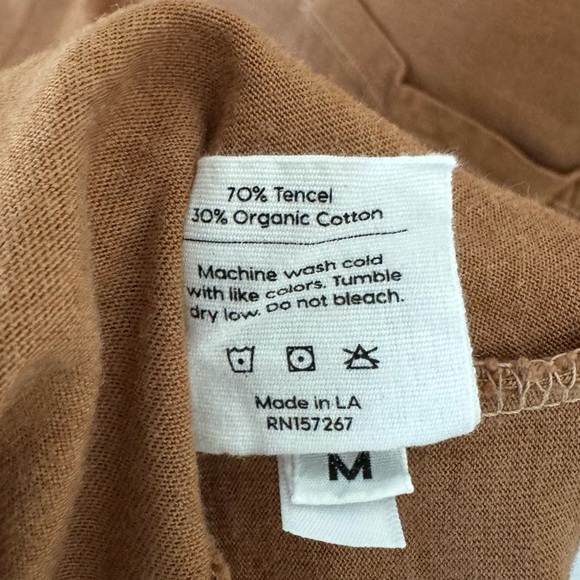 70% Tencel
30% Organic Cotton
Machine wash cold
with like colors. Tumble
dry low. Do not bleach.
Made in LA
RN157267
M